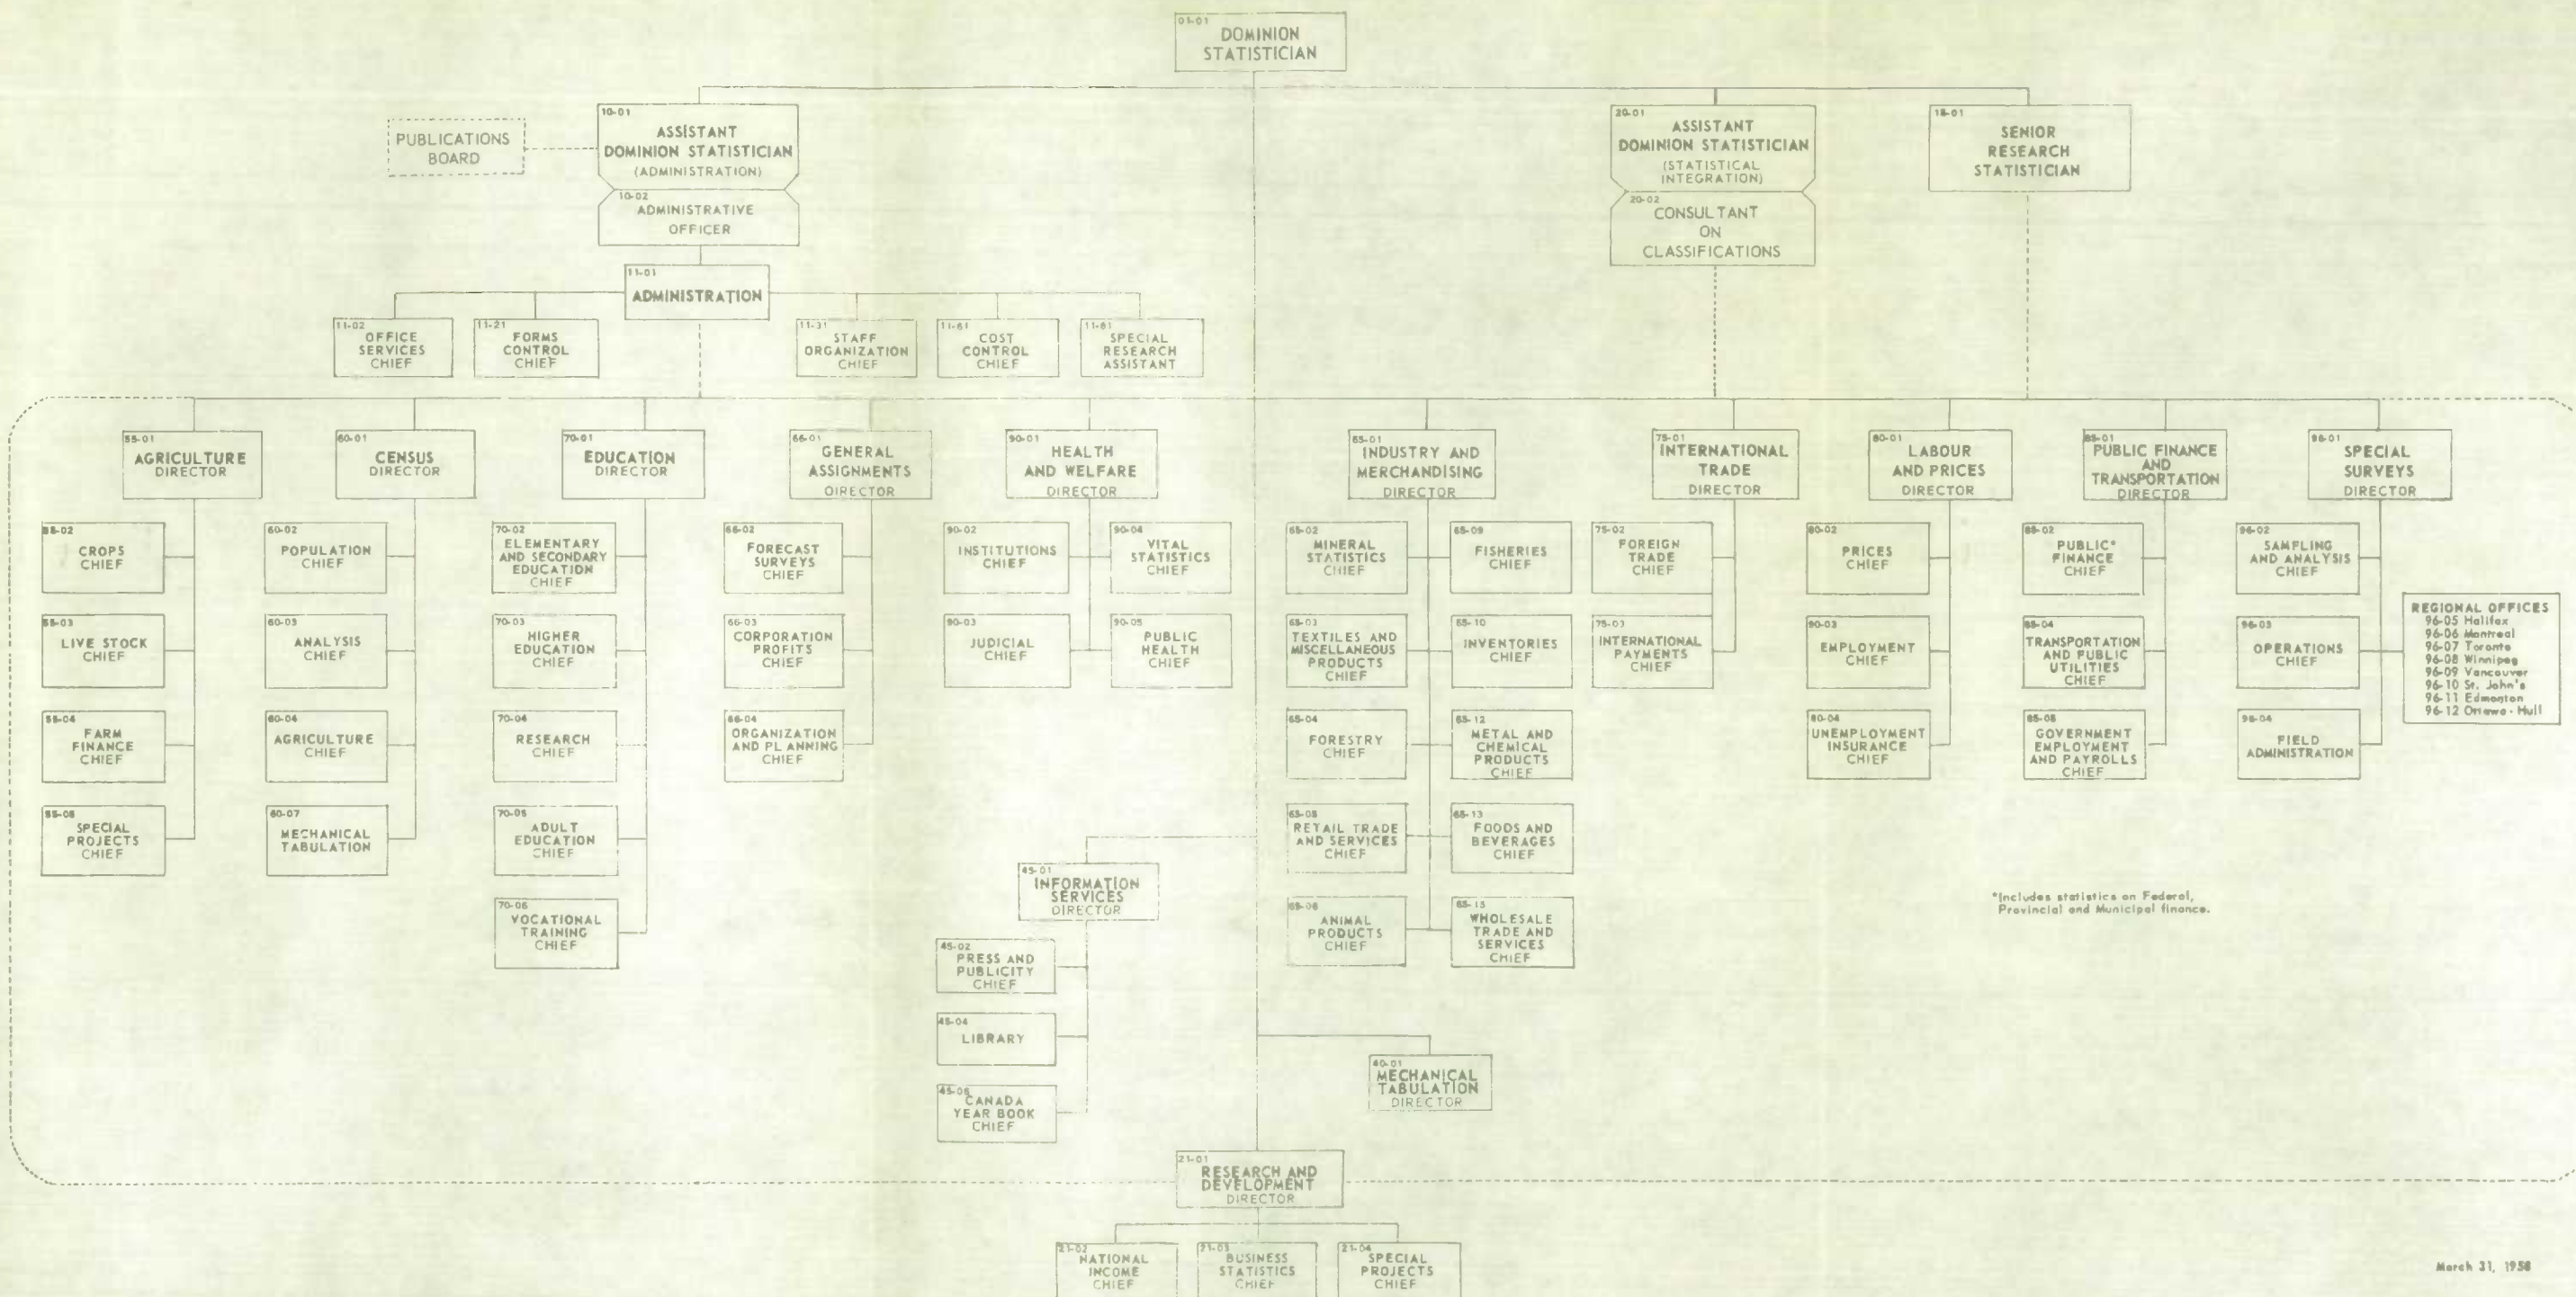 01-01
DOMINION
STATISTICIAN
PUBLICATIONS
BOARD
10-01
ASSISTANT
DOMINION STATISTICIAN
(ADMINISTRATION)
10-02
ADMINISTRATIVE
OFFICER
20-01
ASSISTANT
DOMINION STATISTICIAN
(STATISTICAL
INTEGRATION)
20-02
CONSULTANT
ON
CLASSIFICATIONS
18-01
SENIOR
RESEARCH
STATISTICIAN
11-01
ADMINISTRATION
11-02
OFFICE
SERVICES
CHIEF
11-21
FORMS
CONTROL
CHIEF
11-31
STAFF
ORGANIZATION
CHIEF
COST
CONTROL
CHIEF
SPECIAL
RESEARCH
ASSISTANT
55-01
AGRICULTURE
DIRECTOR
55-02
CROPS
CHIEF
55-03
LIVE STOCK
CHIEF
55-04
FARM
FINANCE
CHIEF
SPECIAL
PROJECTS
CHIEF
60-01
CENSUS
DIRECTOR
60-02
POPULATION
CHIEF
60-03
ANALYSIS
CHIEF
60-04
AGRICULTURE
CHIEF
60-07
MECHANICAL
TABULATION
70-01
EDUCATION
DIRECTOR
70-02
ELEMENTARY
AND SECONDARY
EDUCATION
CHIEF
70-03
HIGHER
EDUCATION
CHIEF
70-04
RESEARCH
CHIEF
70-05
ADULT
EDUCATION
CHIEF
70-06
VOCATIONAL
TRAINING
CHIEF
66-01
GENERAL
ASSIGNMENTS
DIRECTOR
66-02
FORECAST
SURVEYS
CHIEF
66-03
CORPORATION
PROFITS
CHIEF
66-04
ORGANIZATION
AND PLANNING
CHIEF
90-01
HEALTH
AND WELFARE
DIRECTOR
90-02
INSTITUTIONS
CHIEF
90-03
JUDICIAL
CHIEF
90-04
VITAL
STATISTICS
CHIEF
90-05
PUBLIC
HEALTH
CHIEF
65-01
INDUSTRY AND
MERCHANDISING
DIRECTOR
65-02
MINERAL
STATISTICS
CHIEF
65-03
TEXTILES AND
MISCELLANEOUS
PRODUCTS
CHIEF
65-04
FORESTRY
CHIEF
65-05
RETAIL TRADE
AND SERVICES
CHIEF
65-06
ANIMAL
PRODUCTS
CHIEF
65-09
FISHERIES
CHIEF
65-10
INVENTORIES
CHIEF
65-12
METAL AND
CHEMICAL
PRODUCTS
CHIEF
65-13
FOODS AND
BEVERAGES
CHIEF
65-15
WHOLESALE
TRADE AND
SERVICES
CHIEF
75-01
INTERNATIONAL
TRADE
DIRECTOR
75-02
FOREIGN
TRADE
CHIEF
75-03
INTERNATIONAL
PAYMENTS
CHIEF
80-01
LABOUR
AND PRICES
DIRECTOR
80-02
PRICES
CHIEF
EMPLOYMENT
CHIEF
80-04
UNEMPLOYMENT
INSURANCE
CHIEF
85-01
PUBLIC FINANCE
AND
TRANSPORTATION
DIRECTOR
85-02
PUBLIC*
FINANCE
CHIEF
85-04
TRANSPORTATION
AND PUBLIC
UTILITIES
CHIEF
GOVERNMENT
EMPLOYMENT
AND PAYROLLS
CHIEF
96-01
SPECIAL
SURVEYS
DIRECTOR
96-02
SAMPLING
AND ANALYSIS
CHIEF
96-03
OPERATIONS
CHIEF
96-04
FIELD
ADMINISTRATION
REGIONAL OFFICES
96-05 Halifax
96-06 Montreal
96-07 Toronto
96-08 Winnipeg
96-09 Vancouver
96-10 St. John's
96-11 Edmonton
96-12 Ottawa - Hull
*Includes statistics on Federal,
Provincial and Municipal finance.
45-01
INFORMATION
SERVICES
DIRECTOR
45-02
PRESS AND
PUBLICITY
CHIEF
45-04
LIBRARY
CANADA
YEAR BOOK
CHIEF
40-01
MECHANICAL
TABULATION
DIRECTOR
21-01
RESEARCH AND
DEVELOPMENT
DIRECTOR
21-02
NATIONAL
INCOME
CHIEF
21-03
BUSINESS
STATISTICS
CHIEF
21-04
SPECIAL
PROJECTS
CHIEF
March 31, 1958